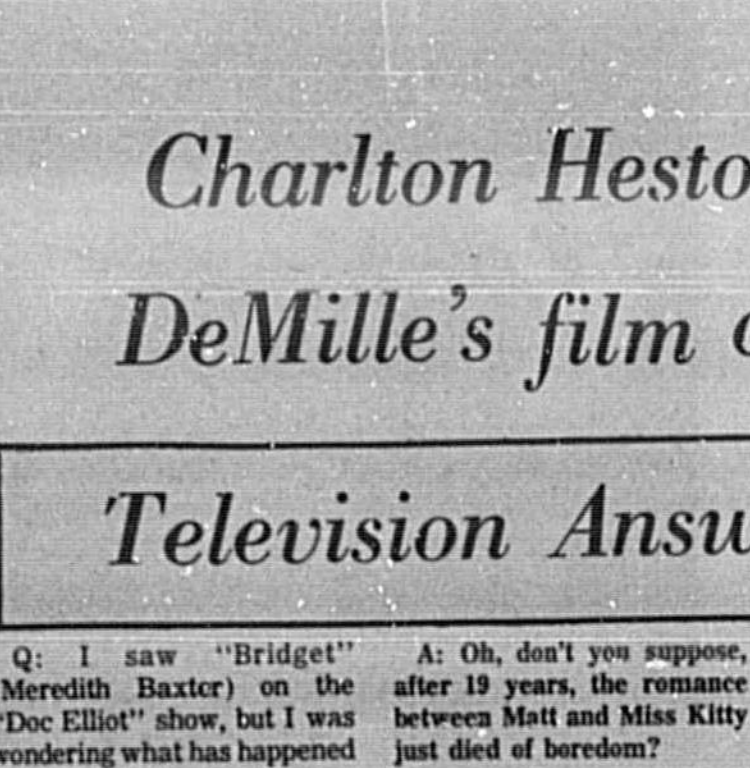 Charlton Hesto
DeMille's film
Television Answ
Q: I saw "Bridget"
Meredith Baxter) on the
"Doc Elliot" show, but I was
wondering what has happened
A: Oh, don't you suppose,
after 19 years, the romance
between Matt and Miss Kitty
just died of boredom?